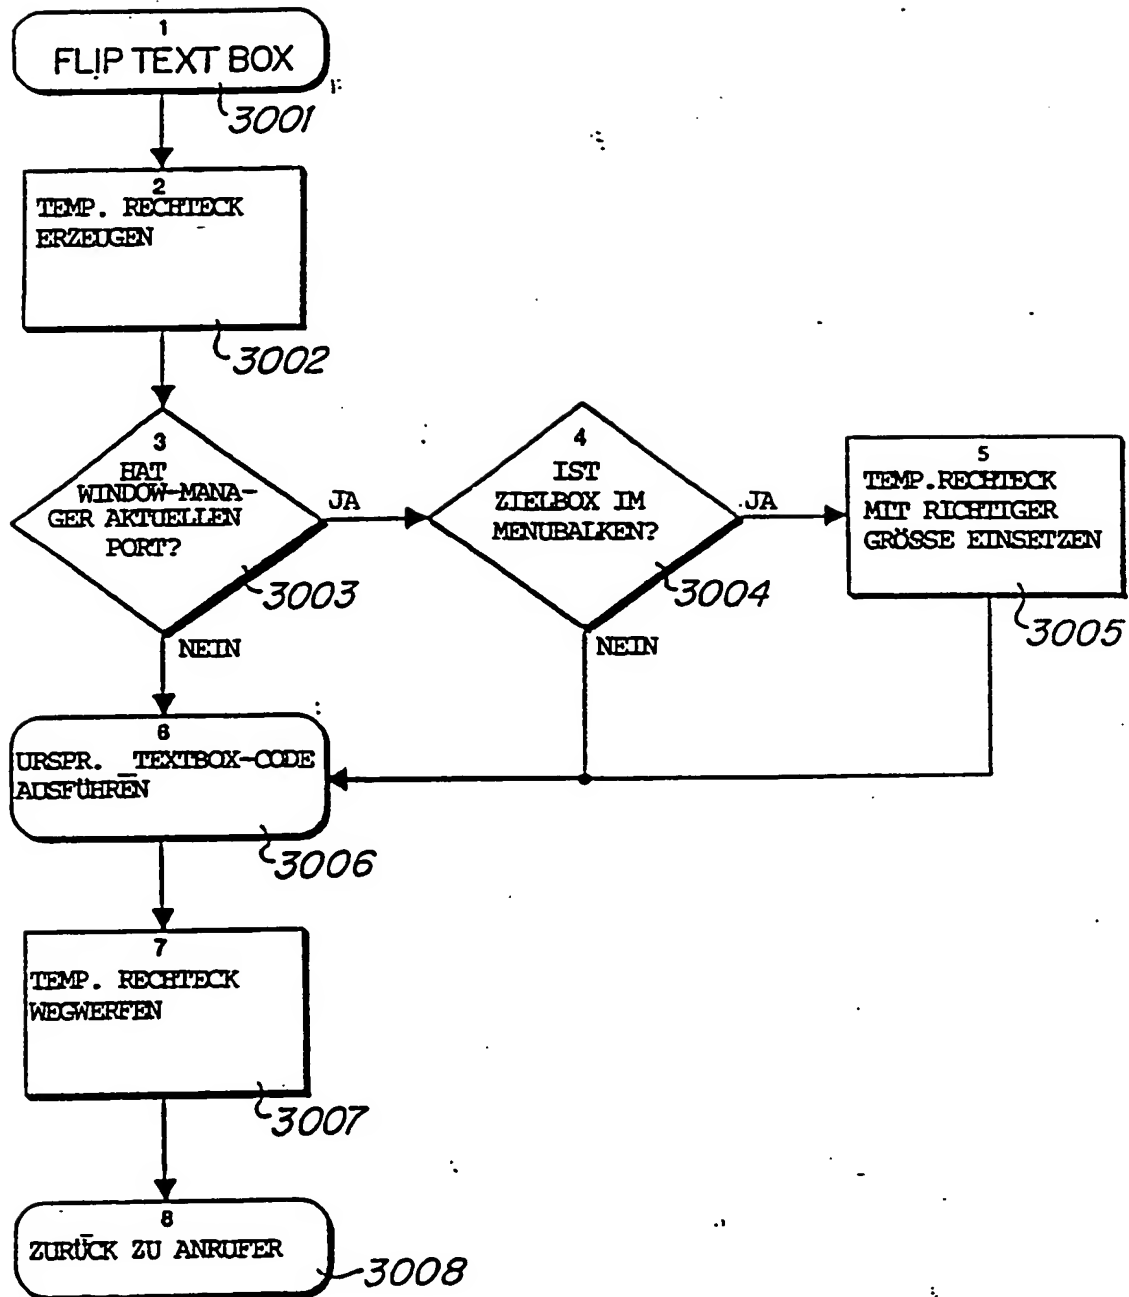 1
FLIP TEXT BOX
3001
2
TEMP. RECHTECK
ERZEUGEN
3002
3
HAT
WINDOW-MANA-
GER AKTUELLEN
PORT?
JA
3003
NEIN
4
IST
ZIELBOX IM
MENUBALKEN?
JA
3004
NEIN
5
TEMP.RECHTECK
MIT RICHTIGER
GRÖSSE EINSETZEN
3005
6
URSPR. _TEXTBOX-CODE
AUSFÜHREN
3006
7
TEMP. RECHTECK
WEGWERFEN
3007
8
ZURÜCK ZU ANRUFER
3008